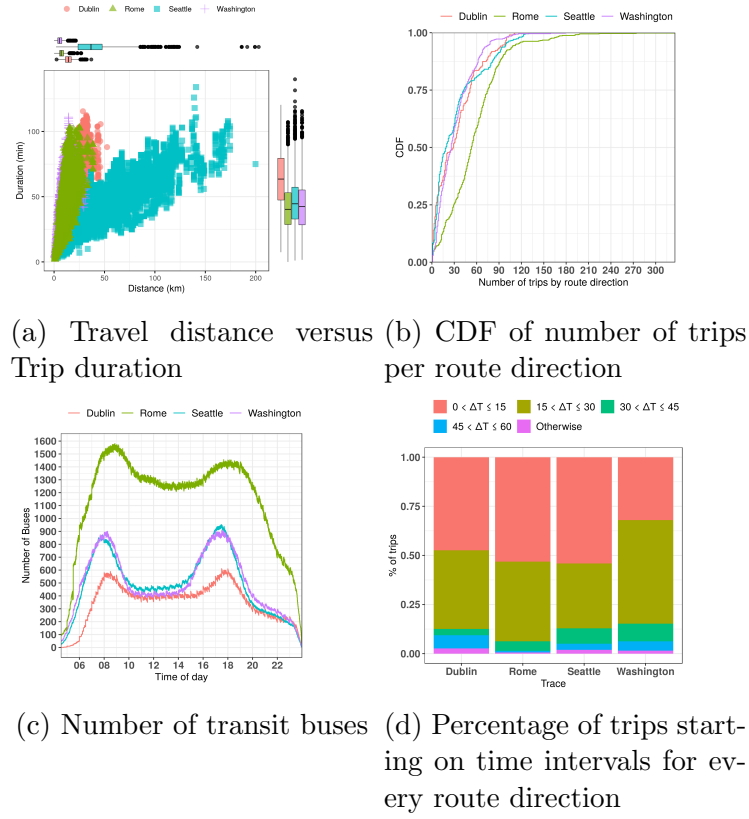 Dublin Rome Seattle Washington
100
50
0
Duration (min)
0 50 100 150 200
Distance (km)
Dublin Rome Seattle Washington
1.00
0.75
0.50
0.25
0.00
CDF
0 30 60 90 120 150 180 210 240 270 300
Number of trips by route direction
(a) Travel distance versus
Trip duration
(b) CDF of number of trips
per route direction
Dublin Rome Seattle Washington
1600
1500
1400
1300
1200
1100
1000
900
800
700
600
500
400
300
200
100
0
Number of Buses
06 08 10 12 14 16 18 20 22
Time of day
0 < ΔT ≤ 15 15 < ΔT ≤ 30 30 < ΔT ≤ 45
45 < ΔT ≤ 60 Otherwise
1.00
0.75
0.50
0.25
0.00
% of trips
Dublin Rome Seattle Washington
Trace
(c) Number of transit buses
(d) Percentage of trips start-
ing on time intervals for ev-
ery route direction